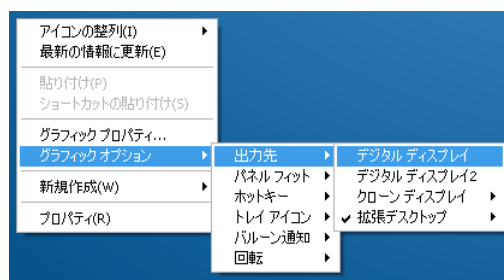 アイコンの整列(I)
最新の情報に更新(E)
貼り付け(P)
ショートカットの貼り付け(S)
グラフィック プロパティ...
グラフィック オプション
新規作成(W)
プロパティ(R)
出力先
パネル フィット
ホットキー
トレイ アイコン
バルーン通知
回転
デジタル ディスプレイ
デジタル ディスプレイ2
クローン ディスプレイ
拡張デスクトップ